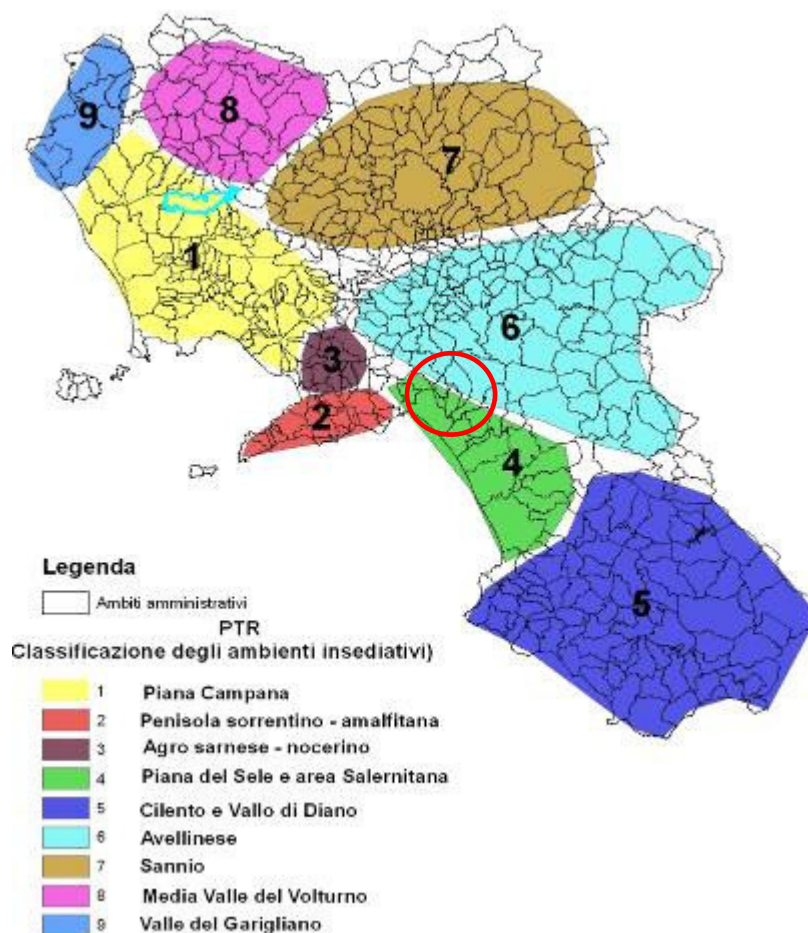 9
8
7
1
6
3
2
4
5
Legenda
Ambiti amministrativi
PTR
Classificazione degli ambienti insediativi)
1 Piana Campana
2 Penisola sorrentino - amalfitana
3 Agro sarnese - nocerino
4 Piana del Sele e area Salernitana
5 Cilento e Vallo di Diano
6 Avellinese
7 Sannio
8 Media Valle del Volturno
9 Valle del Garigliano